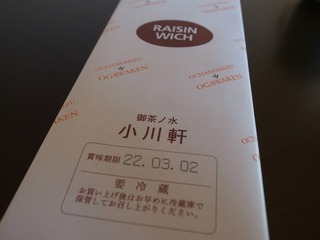 RAISIN
WICH
OCHANOMIZU
OGAWAKEN
OCHANOMIZU
OGAWAKEN
御茶ノ水
小川軒
賞味期限 22.03.02
要冷蔵
お買い上げ後はお早めに冷蔵庫で
保管してお召し上がりください。